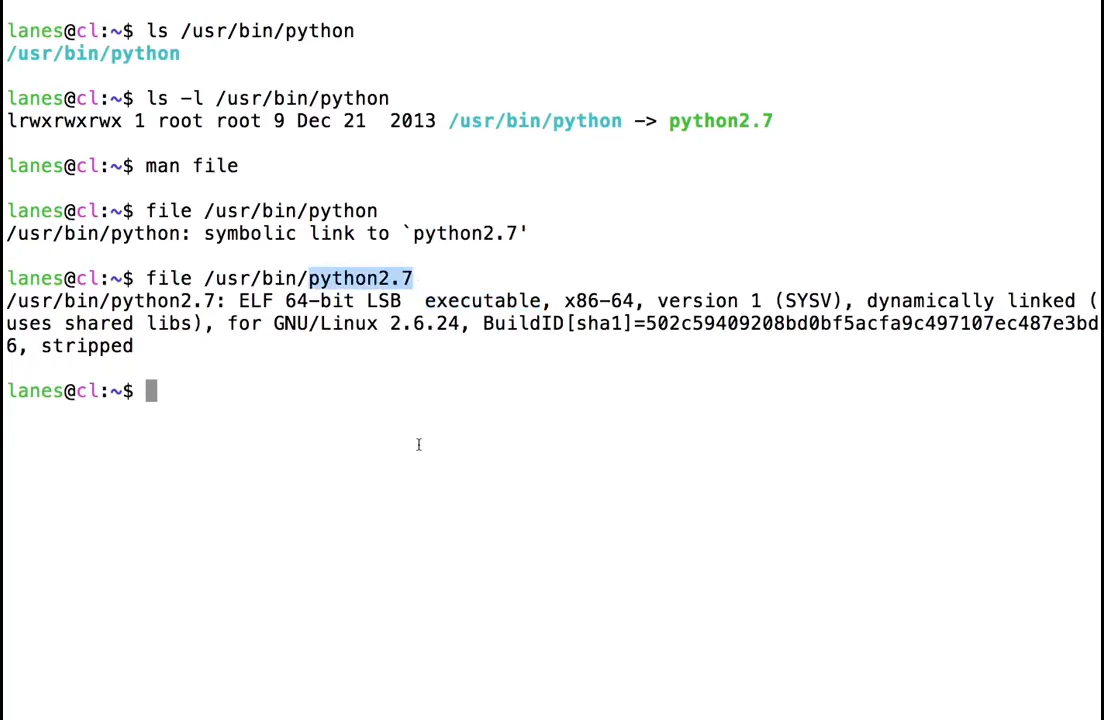 lanes@cl:~$ ls /usr/bin/python
/usr/bin/python
lanes@cl:~$ ls -l /usr/bin/python
lrwxrwxrwx 1 root root 9 Dec 21  2013 /usr/bin/python -> python2.7
lanes@cl:~$ man file
lanes@cl:~$ file /usr/bin/python
/usr/bin/python: symbolic link to `python2.7'
lanes@cl:~$ file /usr/bin/python2.7
/usr/bin/python2.7: ELF 64-bit LSB  executable, x86-64, version 1 (SYSV), dynamically linked (
uses shared libs), for GNU/Linux 2.6.24, BuildID[sha1]=502c59409208bd0bf5acfa9c497107ec487e3bd
6, stripped
lanes@cl:~$